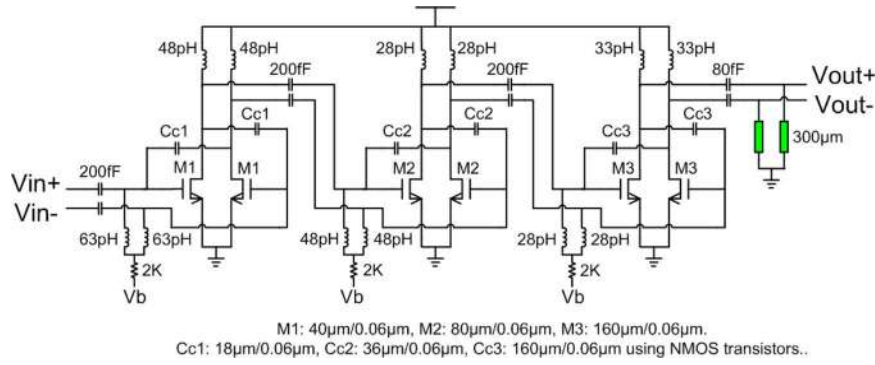 48pH 48pH 28pH 28pH 33pH 33pH
200fF 200fF 80fF
Vout+
Vout-
Cc1 Cc2 Cc3
Cc1 Cc2 Cc3
300µm
200fF M1 M1 M2 M2 M3 M3
Vin+
Vin-
63pH 63pH 48pH 48pH 28pH 28pH
2K 2K 2K
Vb Vb Vb
M1: 40µm/0.06µm, M2: 80µm/0.06µm, M3: 160µm/0.06µm.
Cc1: 18µm/0.06µm, Cc2: 36µm/0.06µm, Cc3: 160µm/0.06µm using NMOS transistors..